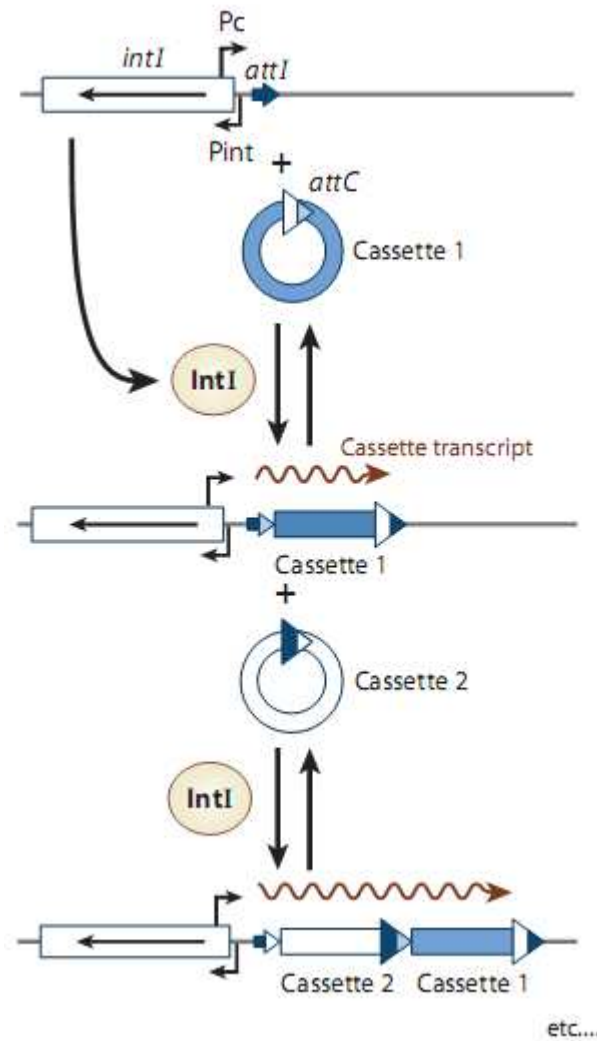 Pc
intI
attI
Pint
+
attC
Cassette 1
IntI
Cassette transcript
Cassette 1
+
Cassette 2
IntI
Cassette 2 Cassette 1
etc....